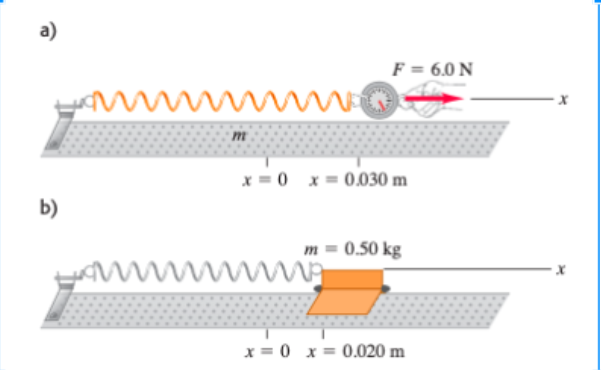 a)
F = 6.0 N
x
m
x = 0 x = 0.030 m
b)
m = 0.50 kg
x
x = 0 x = 0.020 m